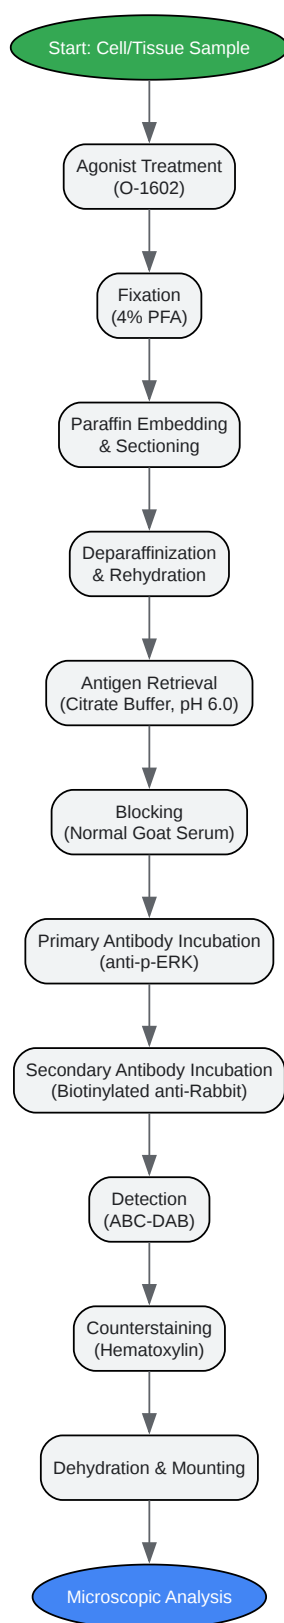 Start: Cell/Tissue Sample
Agonist Treatment
(O-1602)
Fixation
(4% PFA)
Paraffin Embedding
& Sectioning
Deparaffinization
& Rehydration
Antigen Retrieval
(Citrate Buffer, pH 6.0)
Blocking
(Normal Goat Serum)
Primary Antibody Incubation
(anti-p-ERK)
Secondary Antibody Incubation
(Biotinylated anti-Rabbit)
Detection
(ABC-DAB)
Counterstaining
(Hematoxylin)
Dehydration & Mounting
Microscopic Analysis